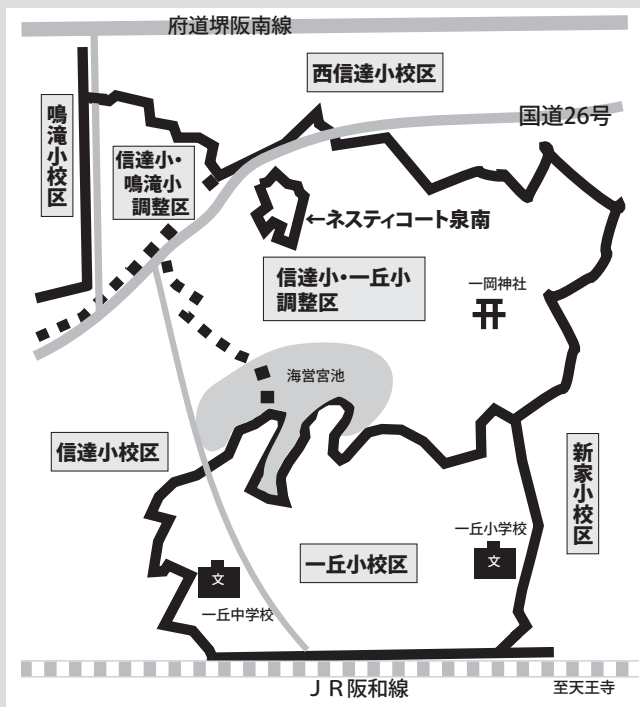 府道堺阪南線
西信達小校区
国道26号
鳴滝小校区
信達小・
鳴滝小
調整区
←ネスティコート泉南
信達小・一丘小
調整区
一岡神社
海営宮池
信達小校区
新家小校区
一丘小学校
文
一丘小校区
文
一丘中学校
ＪＲ阪和線
至天王寺